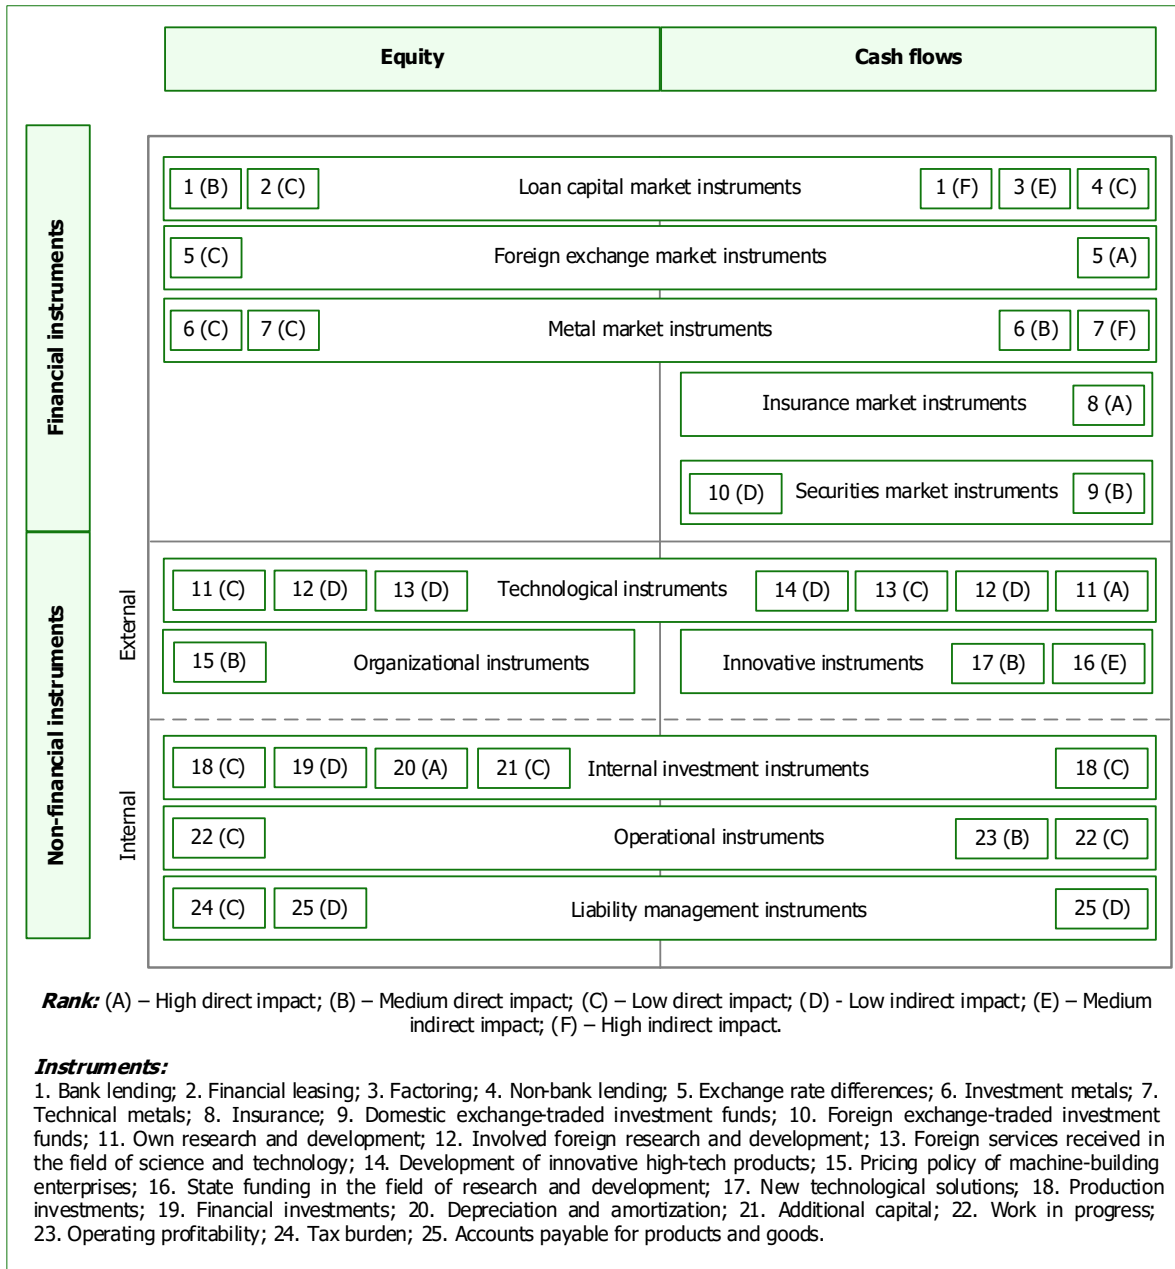 Equity
Cash flows
Financial instruments
1 (B)
2 (C)
Loan capital market instruments
1 (F)
3 (E)
4 (C)
5 (C)
Foreign exchange market instruments
5 (A)
6 (C)
7 (C)
Metal market instruments
6 (B)
7 (F)
Insurance market instruments
8 (A)
10 (D)
Securities market instruments
9 (B)
Non-financial instruments
External
11 (C)
12 (D)
13 (D)
Technological instruments
14 (D)
13 (C)
12 (D)
11 (A)
15 (B)
Organizational instruments
Innovative instruments
17 (B)
16 (E)
Internal
18 (C)
19 (D)
20 (A)
21 (C)
Internal investment instruments
18 (C)
22 (C)
Operational instruments
23 (B)
22 (C)
24 (C)
25 (D)
Liability management instruments
25 (D)
Rank: (A) – High direct impact; (B) – Medium direct impact; (C) – Low direct impact; (D) - Low indirect impact; (E) – Medium
indirect impact; (F) – High indirect impact.
Instruments:
1. Bank lending; 2. Financial leasing; 3. Factoring; 4. Non-bank lending; 5. Exchange rate differences; 6. Investment metals; 7.
Technical metals; 8. Insurance; 9. Domestic exchange-traded investment funds; 10. Foreign exchange-traded investment
funds; 11. Own research and development; 12. Involved foreign research and development; 13. Foreign services received in
the field of science and technology; 14. Development of innovative high-tech products; 15. Pricing policy of machine-building
enterprises; 16. State funding in the field of research and development; 17. New technological solutions; 18. Production
investments; 19. Financial investments; 20. Depreciation and amortization; 21. Additional capital; 22. Work in progress;
23. Operating profitability; 24. Tax burden; 25. Accounts payable for products and goods.